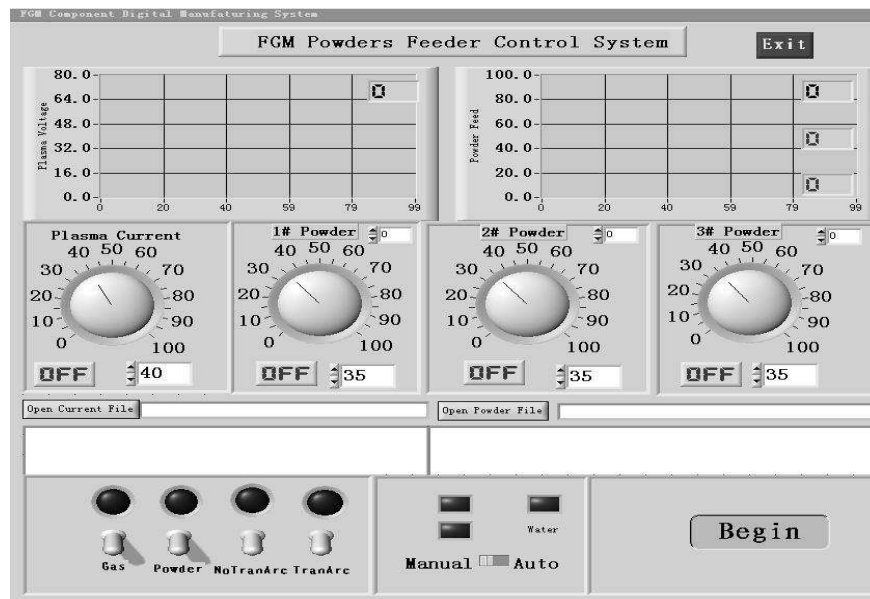 FGM Component Digital Manufaturing System
FGM Powders Feeder Control System
Exit
80.0
64.0
48.0
32.0
16.0
0.0
Plasma Voltage
0
0 20 40 59 79 99
100.0
80.0
60.0
40.0
20.0
0.0
Powder Feed
0
0
0
0 20 40 59 79 99
Plasma Current
0 10 20 30 40 50 60 70 80 90 100
OFF
40
1# Powder 0
0 10 20 30 40 50 60 70 80 90 100
OFF
35
2# Powder 0
0 10 20 30 40 50 60 70 80 90 100
OFF
35
3# Powder 0
0 10 20 30 40 50 60 70 80 90 100
OFF
35
Open Current File
Open Powder File
Gas Powder NoTranArc TranArc
Water
Manual Auto
Begin